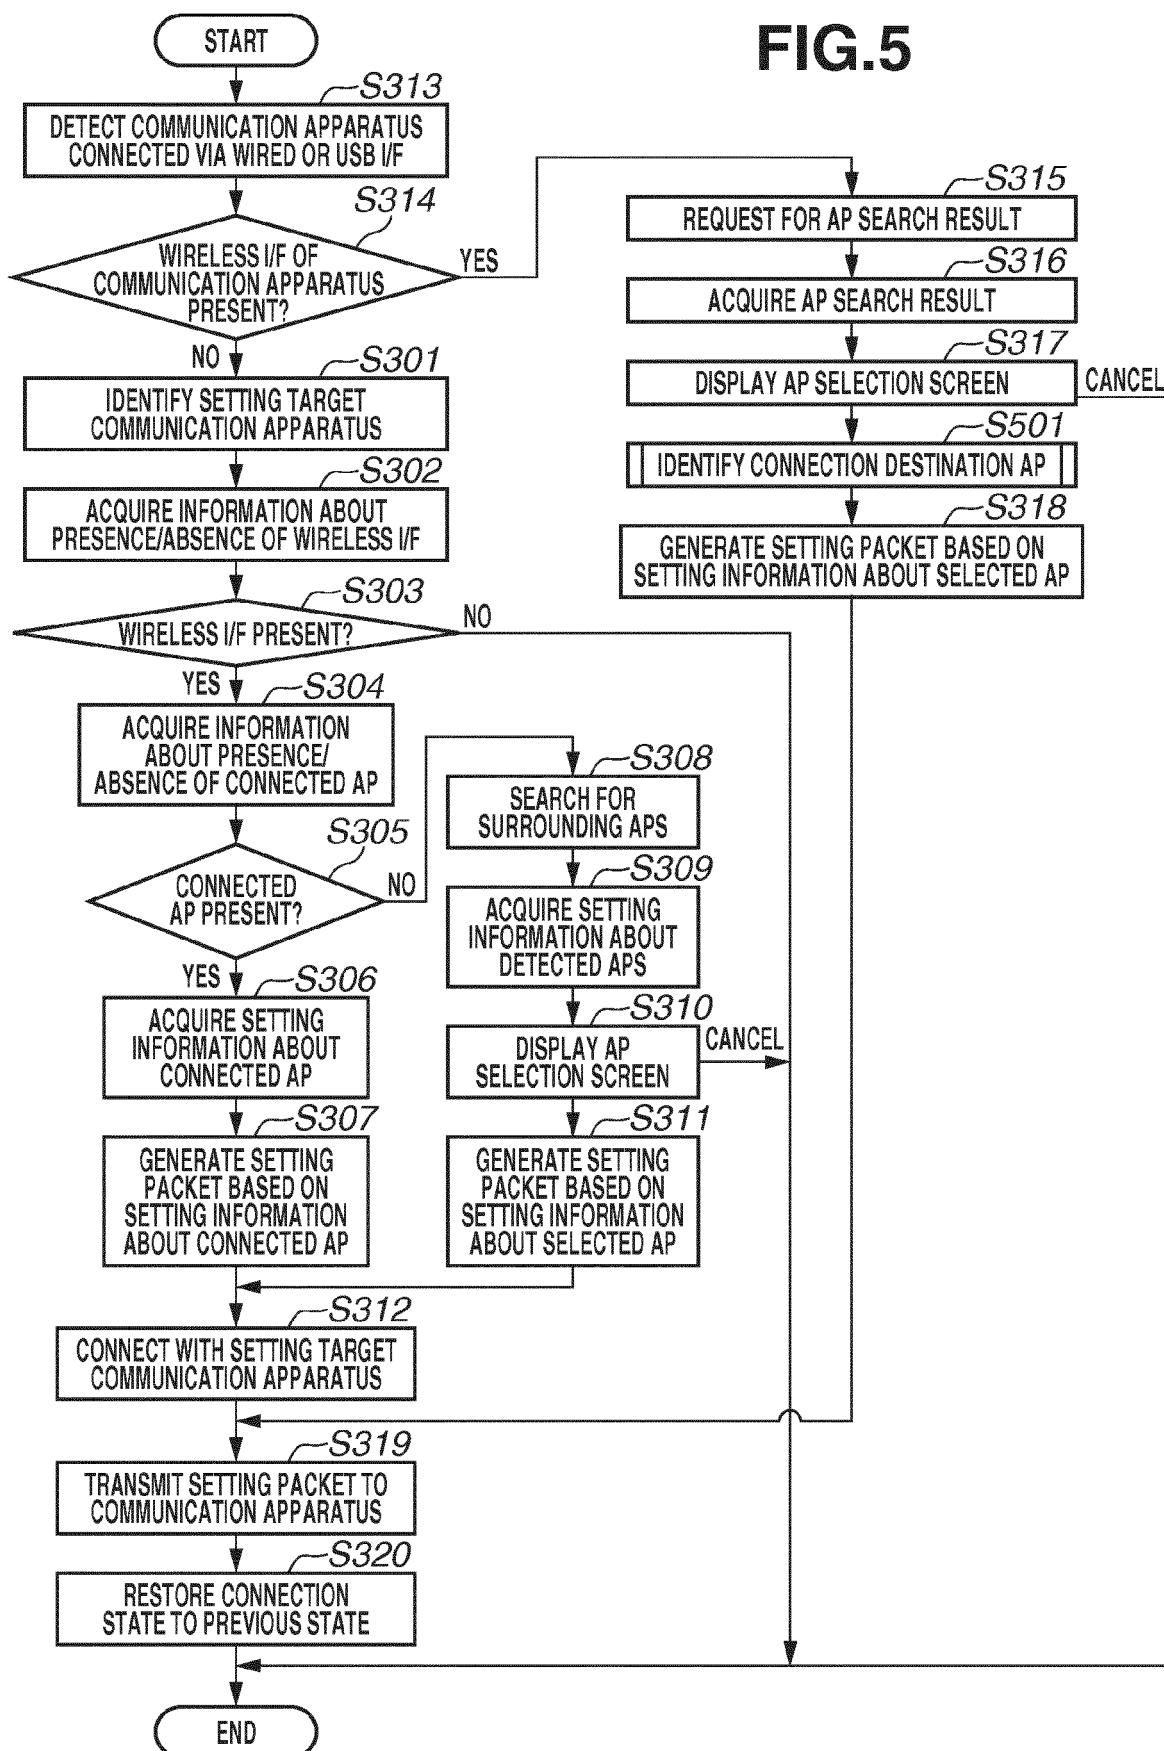 FIG.5
START
S313
DETECT COMMUNICATION APPARATUS
CONNECTED VIA WIRED OR USB I/F
S314
WIRELESS I/F OF
COMMUNICATION APPARATUS
PRESENT?
YES
NO
S301
IDENTIFY SETTING TARGET
COMMUNICATION APPARATUS
S302
ACQUIRE INFORMATION ABOUT
PRESENCE/ABSENCE OF WIRELESS I/F
S303
WIRELESS I/F PRESENT?
NO
YES
S304
ACQUIRE INFORMATION
ABOUT PRESENCE/
ABSENCE OF CONNECTED AP
S305
CONNECTED
AP PRESENT?
NO
YES
S306
ACQUIRE SETTING
INFORMATION ABOUT
CONNECTED AP
S307
GENERATE SETTING
PACKET BASED ON
SETTING INFORMATION
ABOUT CONNECTED AP
S308
SEARCH FOR
SURROUNDING APS
S309
ACQUIRE SETTING
INFORMATION ABOUT
DETECTED APS
S310
DISPLAY AP
SELECTION SCREEN
CANCEL
S311
GENERATE SETTING
PACKET BASED ON
SETTING INFORMATION
ABOUT SELECTED AP
S312
CONNECT WITH SETTING TARGET
COMMUNICATION APPARATUS
S315
REQUEST FOR AP SEARCH RESULT
S316
ACQUIRE AP SEARCH RESULT
S317
DISPLAY AP SELECTION SCREEN
CANCEL
S501
IDENTIFY CONNECTION DESTINATION AP
S318
GENERATE SETTING PACKET BASED ON
SETTING INFORMATION ABOUT SELECTED AP
S319
TRANSMIT SETTING PACKET TO
COMMUNICATION APPARATUS
S320
RESTORE CONNECTION
STATE TO PREVIOUS STATE
END